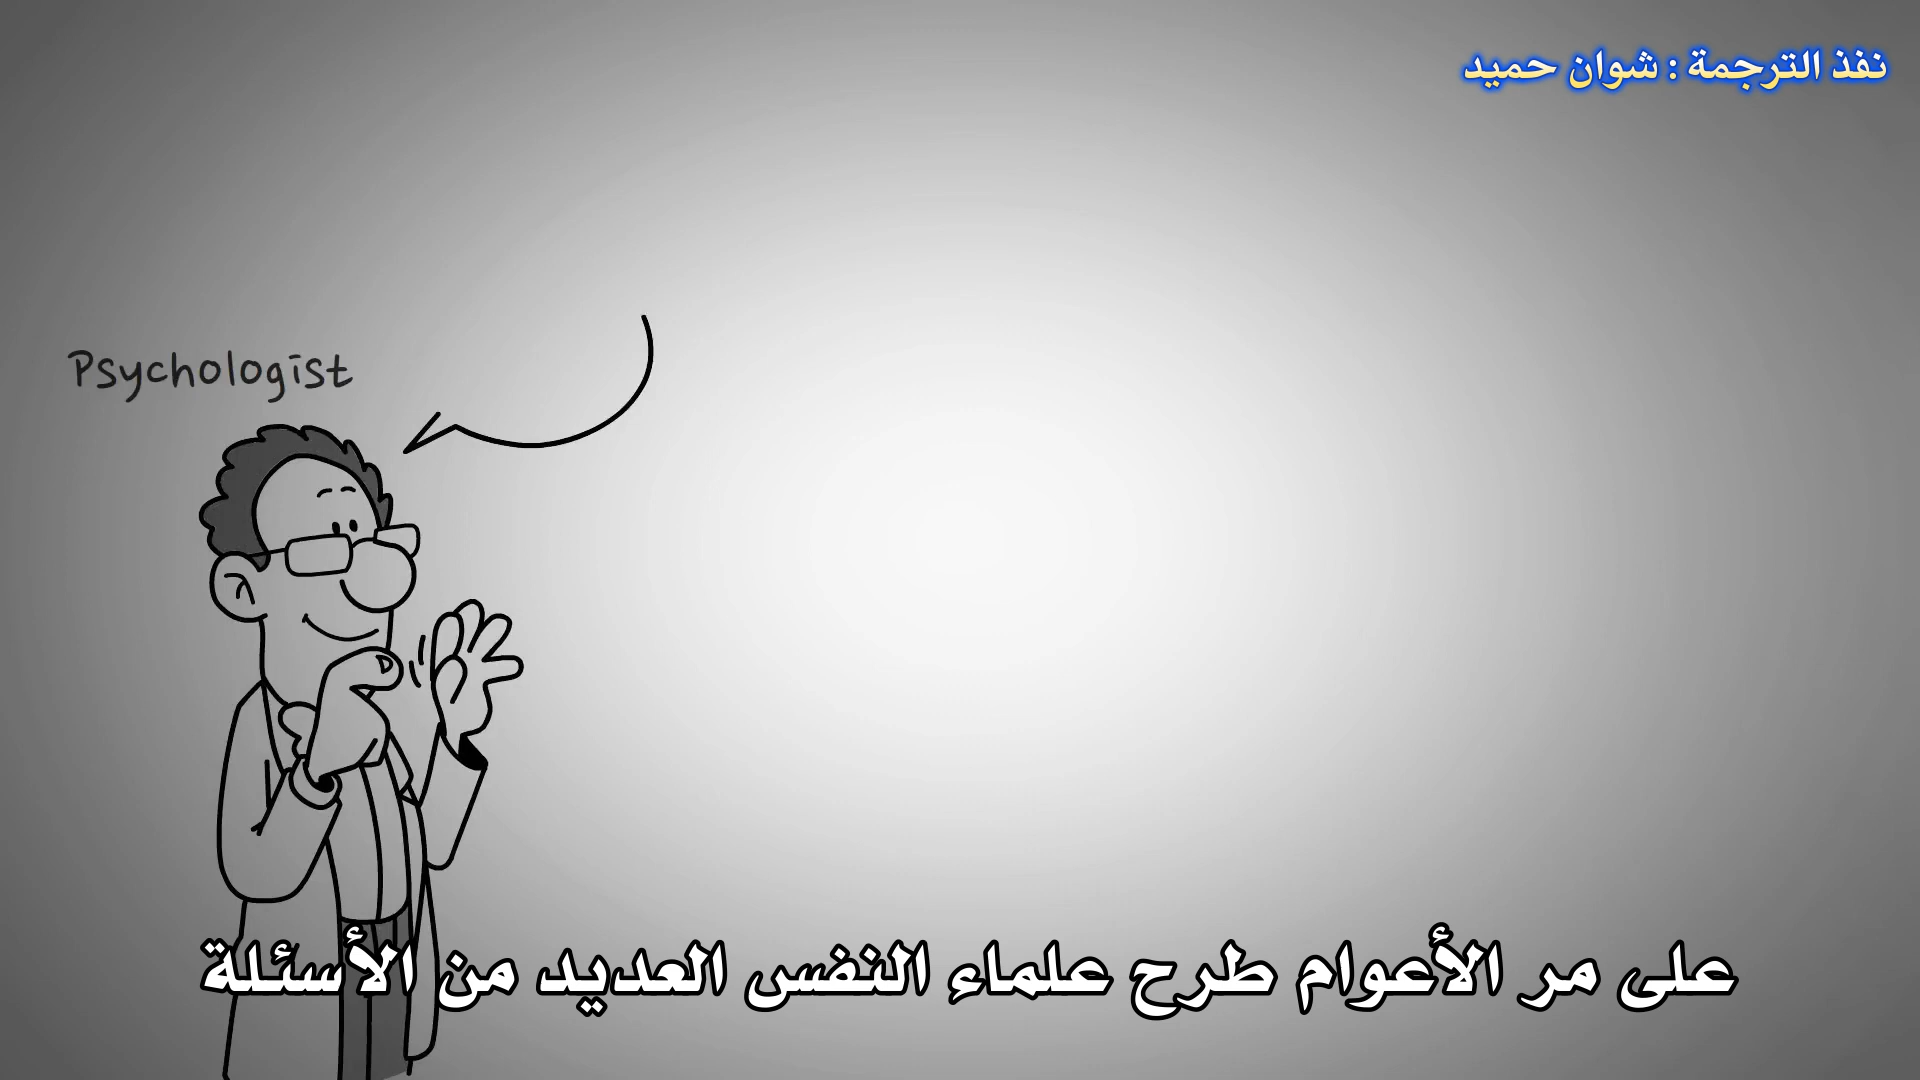 نفذ الترجمة : شوان حميد
Psychologist
على مر الأعوام طرح علماء النفس العديد من الأسئلة